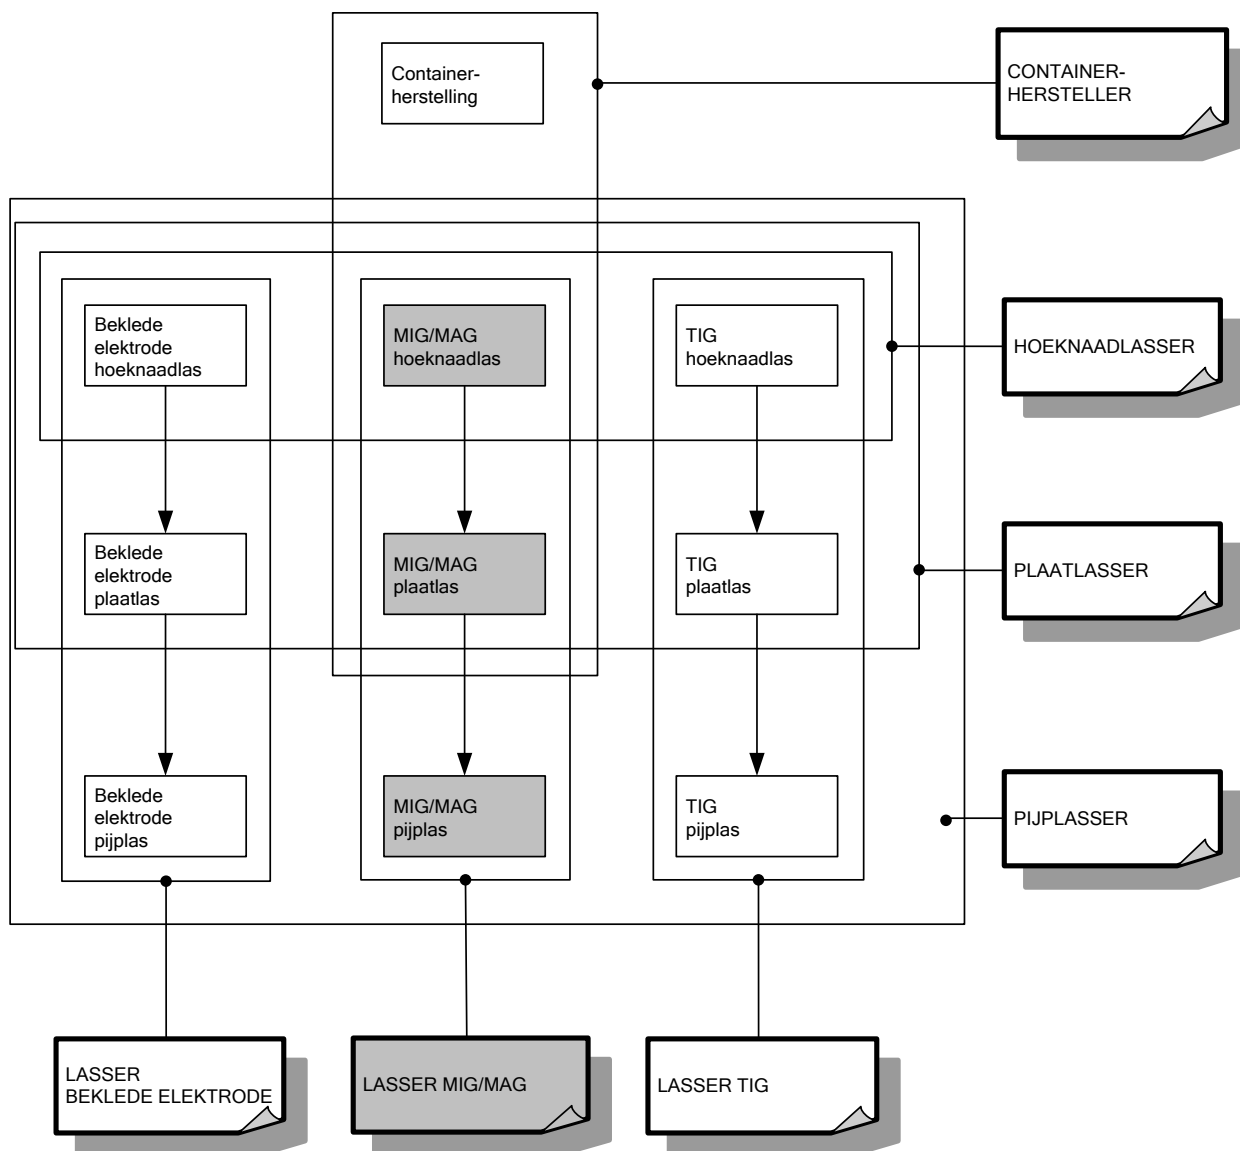 Container-
herstelling
CONTAINER-
HERSTELLER
Beklede
elektrode
hoeknaadlas
MIG/MAG
hoeknaadlas
TIG
hoeknaadlas
HOEKNAADLASSER
Beklede
elektrode
plaatlas
MIG/MAG
plaatlas
TIG
plaatlas
PLAATLASSER
Beklede
elektrode
pijplas
MIG/MAG
pijplas
TIG
pijplas
PIJPLASSER
LASSER
BEKLEDE ELEKTRODE
LASSER MIG/MAG
LASSER TIG